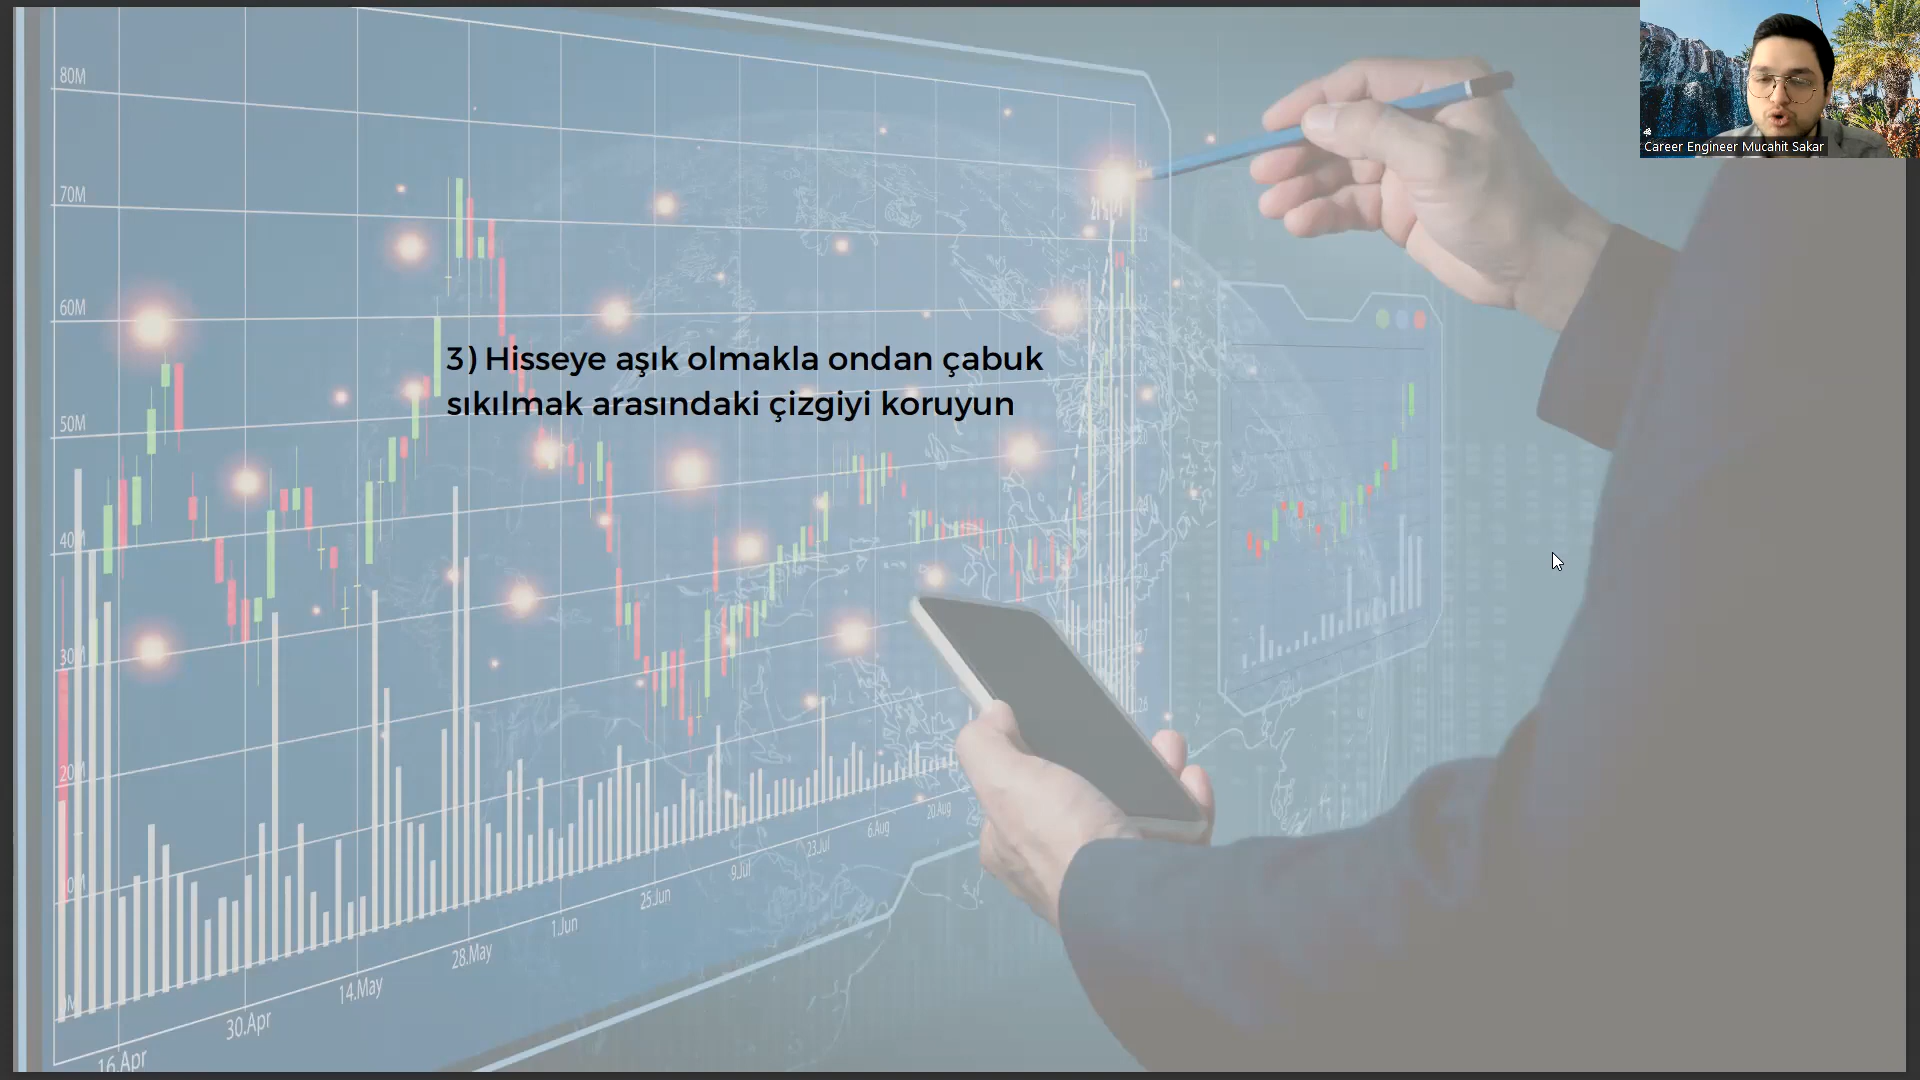 Career Engineer Mucahit Sakar
80M
70M
60M
3) Hisseye aşık olmakla ondan çabuk
sıkılmak arasındaki çizgiyi koruyun
50M
40M
30M
20M
16.Apr
30.Apr
14.May
28.May
1.Jun
25.Jun
9.Jul
23.Jul
6.Aug
20.Aug